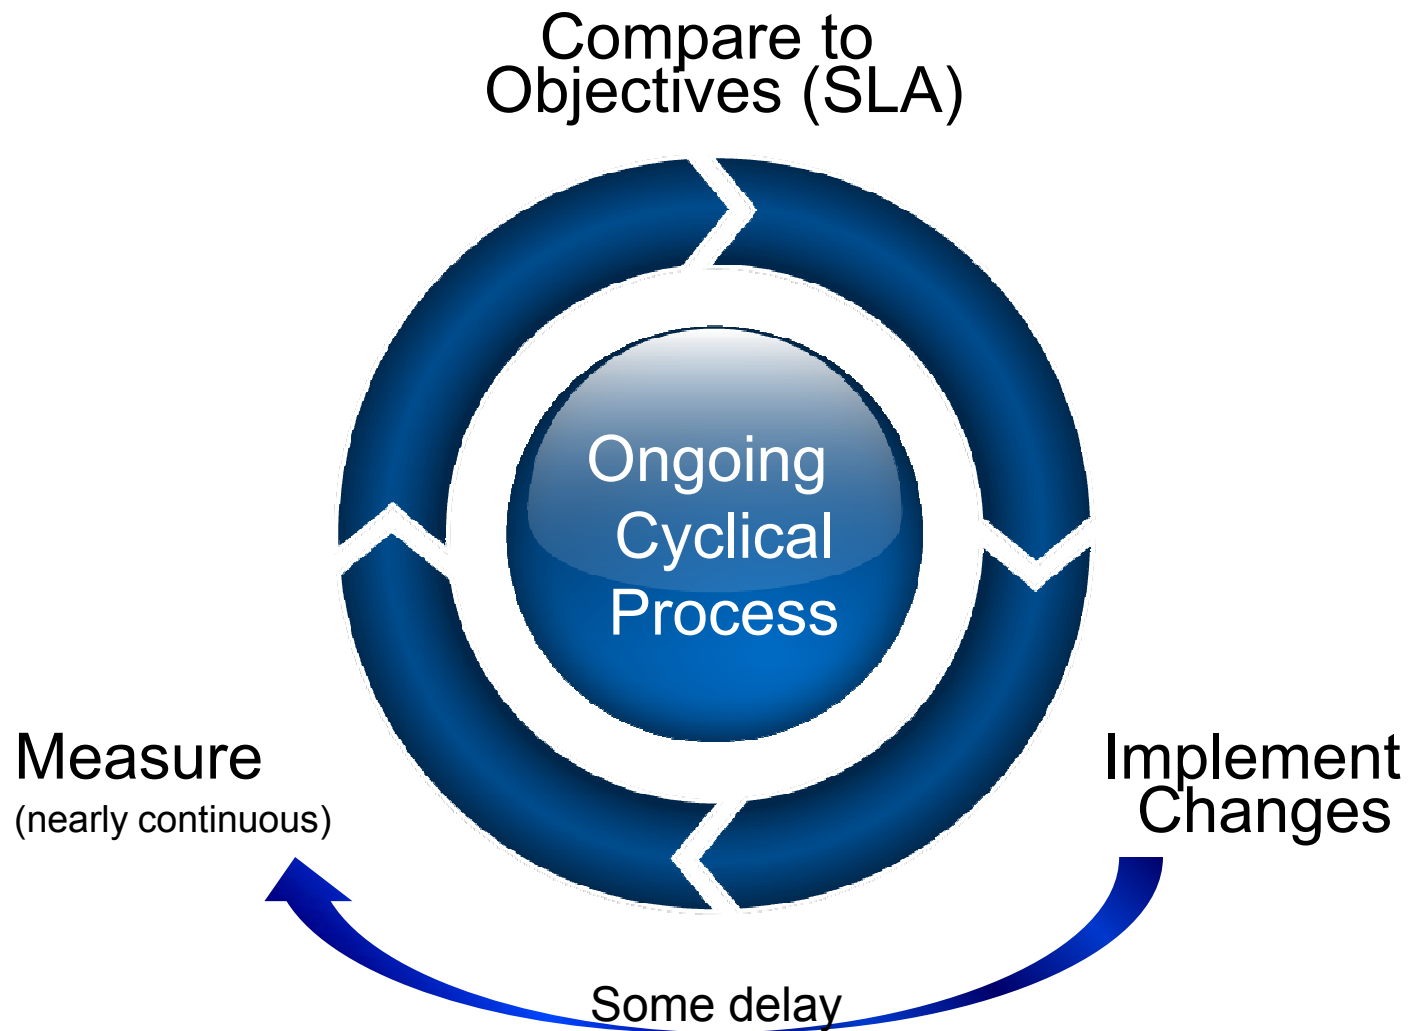 Compare to
Objectives (SLA)
Ongoing
Cyclical
Process
Measure
(nearly continuous)
Implement
Changes
Some delay